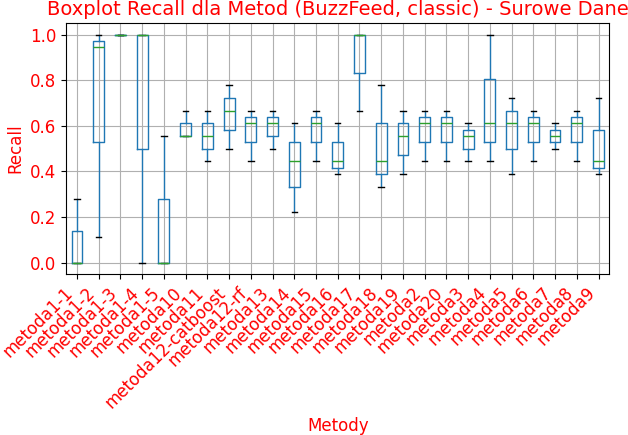 Boxplot Recall dla Metod (BuzzFeed, classic) - Surowe Dane
1.0
0.8
0.6
0.4
0.2
0.0
Recall
metoda1-1
metoda1-2
metoda1-3
metoda1-4
metoda1-5
metoda10
metoda11
metoda12-catboost
metoda12-rf
metoda13
metoda14
metoda15
metoda16
metoda17
metoda18
metoda19
metoda2
metoda20
metoda3
metoda4
metoda5
metoda6
metoda7
metoda8
metoda9
Metody